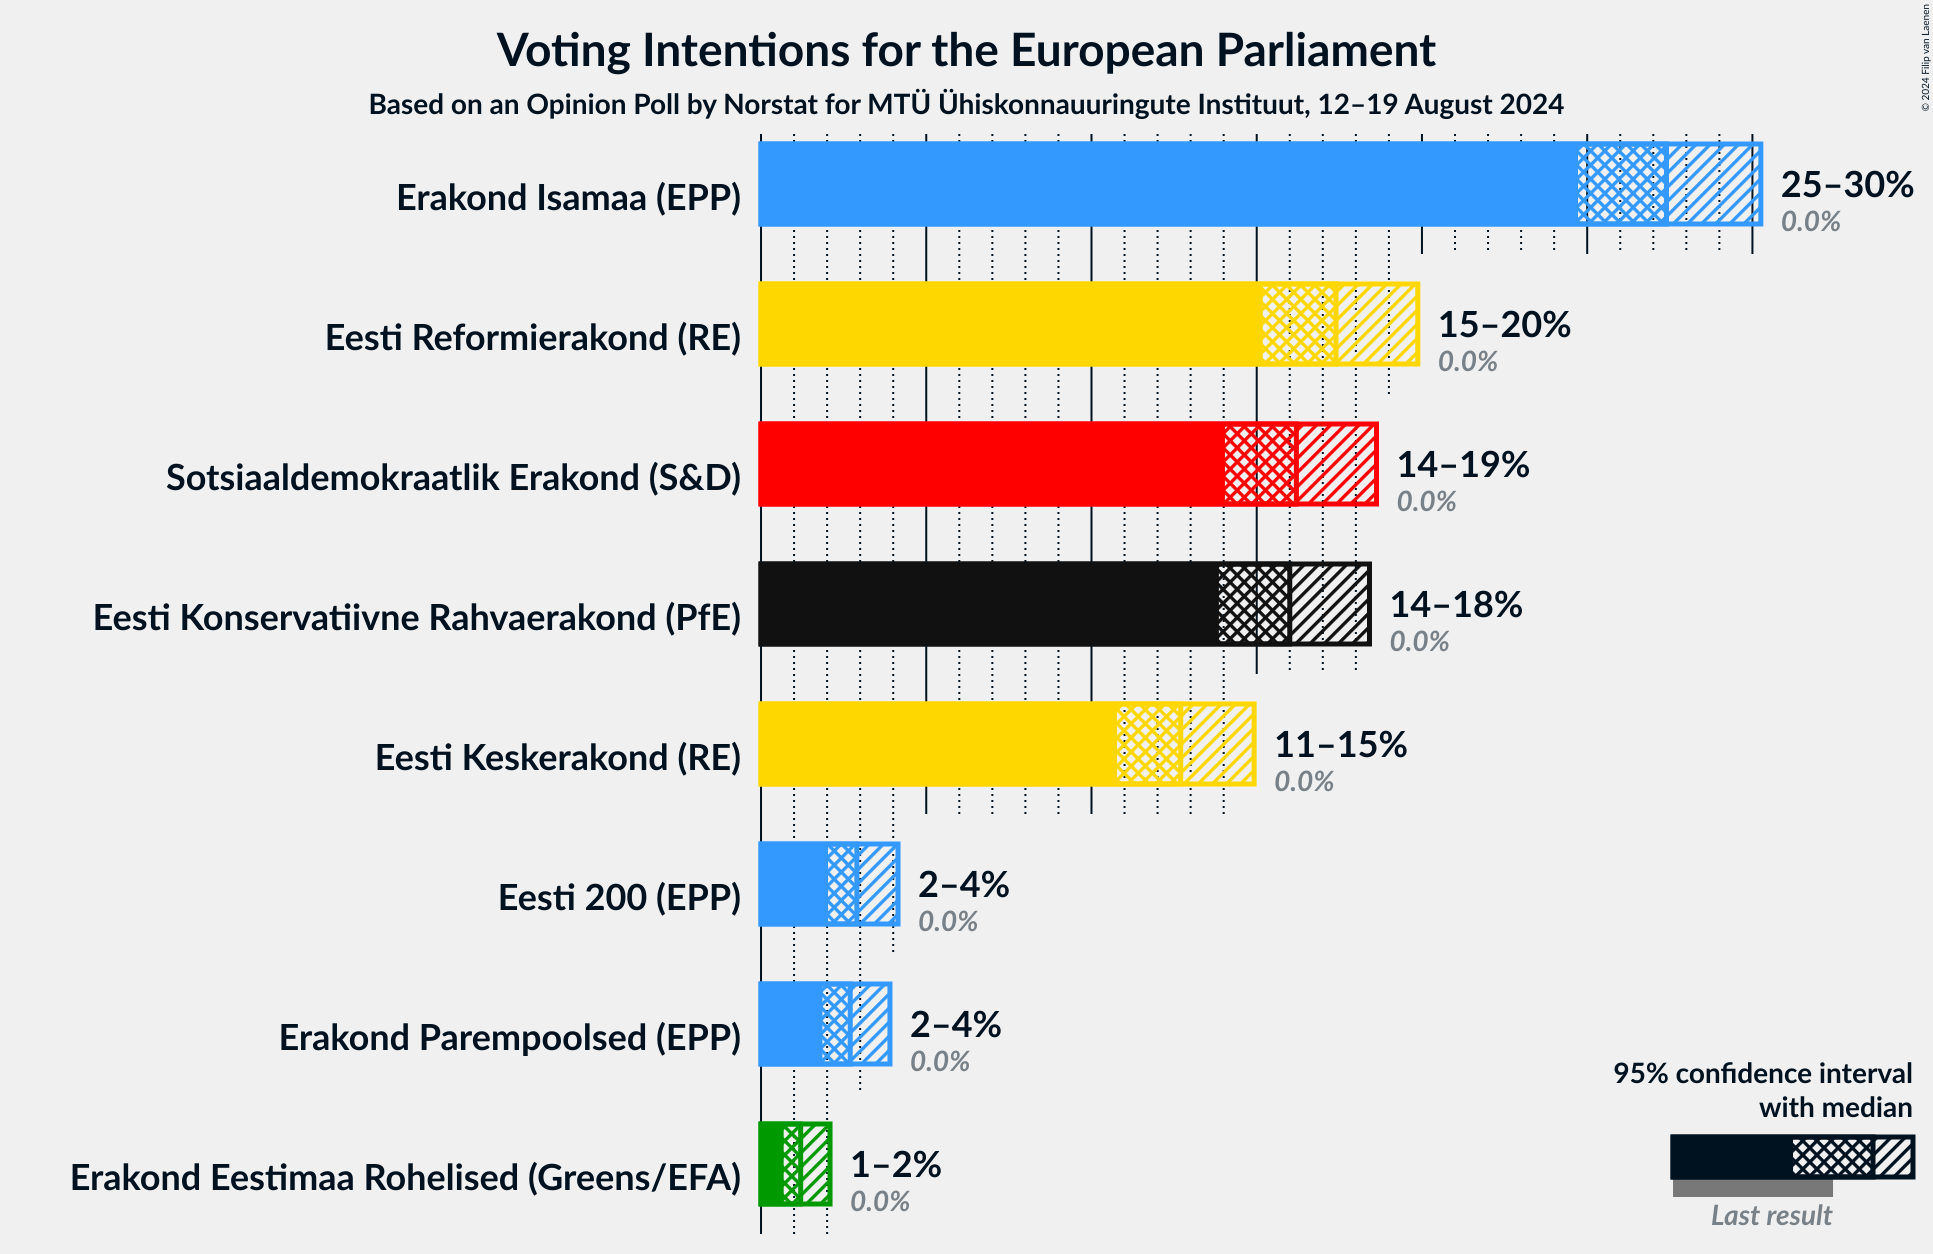 Voting Intentions for the European Parliament
Based on an Opinion Poll by Norstat for MTÜ Ühiskonnauuringute Instituut, 12–19 August 2024
© 2024 Filip van Laenen
Erakond Isamaa (EPP)
25–30%
0.0%
Eesti Reformierakond (RE)
15–20%
0.0%
Sotsiaaldemokraatlik Erakond (S&D)
14–19%
0.0%
Eesti Konservatiivne Rahvaerakond (PfE)
14–18%
0.0%
Eesti Keskerakond (RE)
11–15%
0.0%
Eesti 200 (EPP)
2–4%
0.0%
Erakond Parempoolsed (EPP)
2–4%
0.0%
Erakond Eestimaa Rohelised (Greens/EFA)
1–2%
0.0%
95% confidence interval
with median
Last result